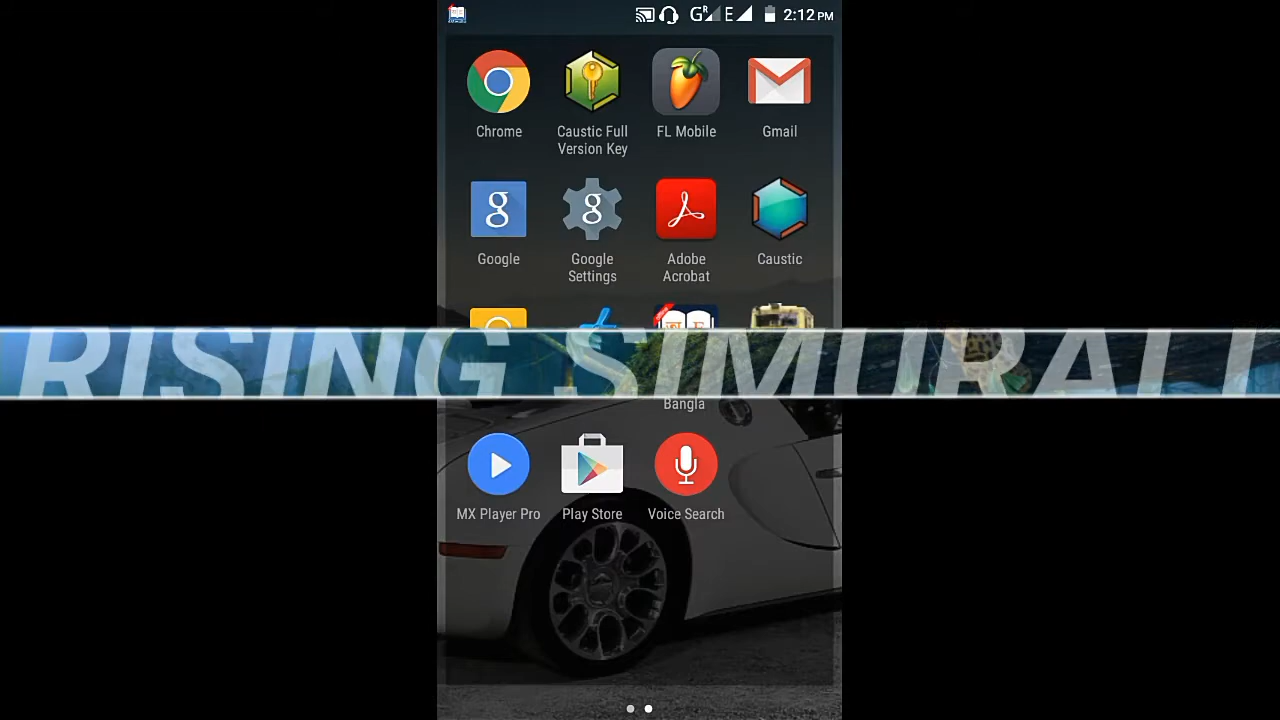 G R E 2:12 PM
Chrome
Caustic Full
Version Key
FL Mobile
Gmail
Google
Google
Settings
Adobe
Acrobat
Caustic
RISING SIMURALL
Bangla
MX Player Pro
Play Store
Voice Search